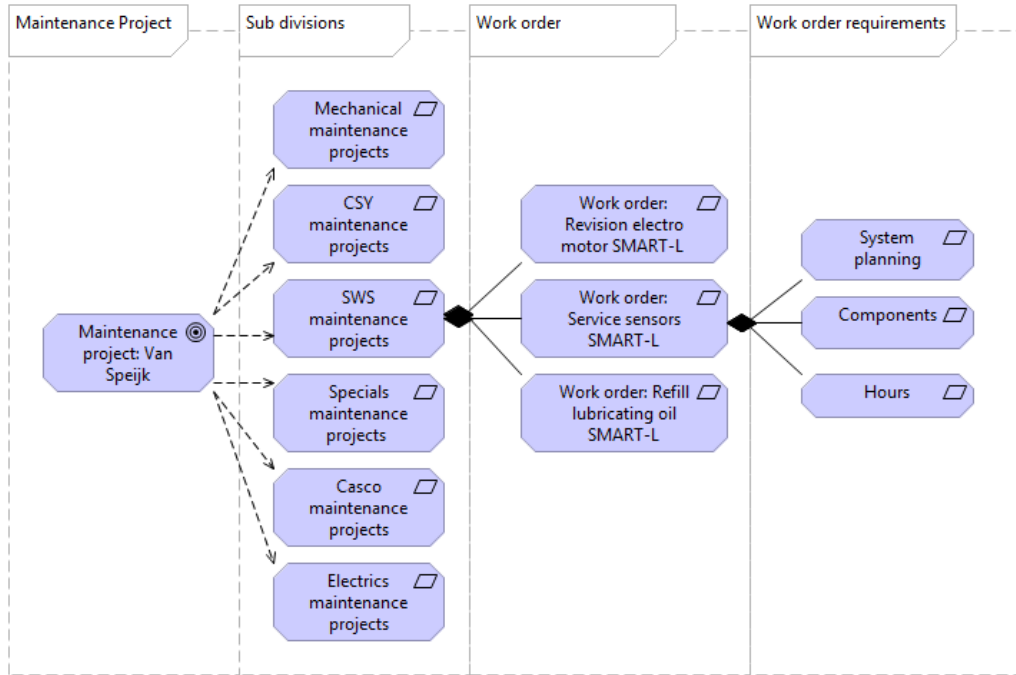 Maintenance Project
Sub divisions
Work order
Work order requirements
Mechanical
maintenance
projects
CSY
maintenance
projects
SWS
maintenance
projects
Specials
maintenance
projects
Casco
maintenance
projects
Electrics
maintenance
projects
Maintenance
project: Van
Speijk
Work order:
Revision electro
motor SMART-L
Work order:
Service sensors
SMART-L
Work order: Refill
lubricating oil
SMART-L
System
planning
Components
Hours